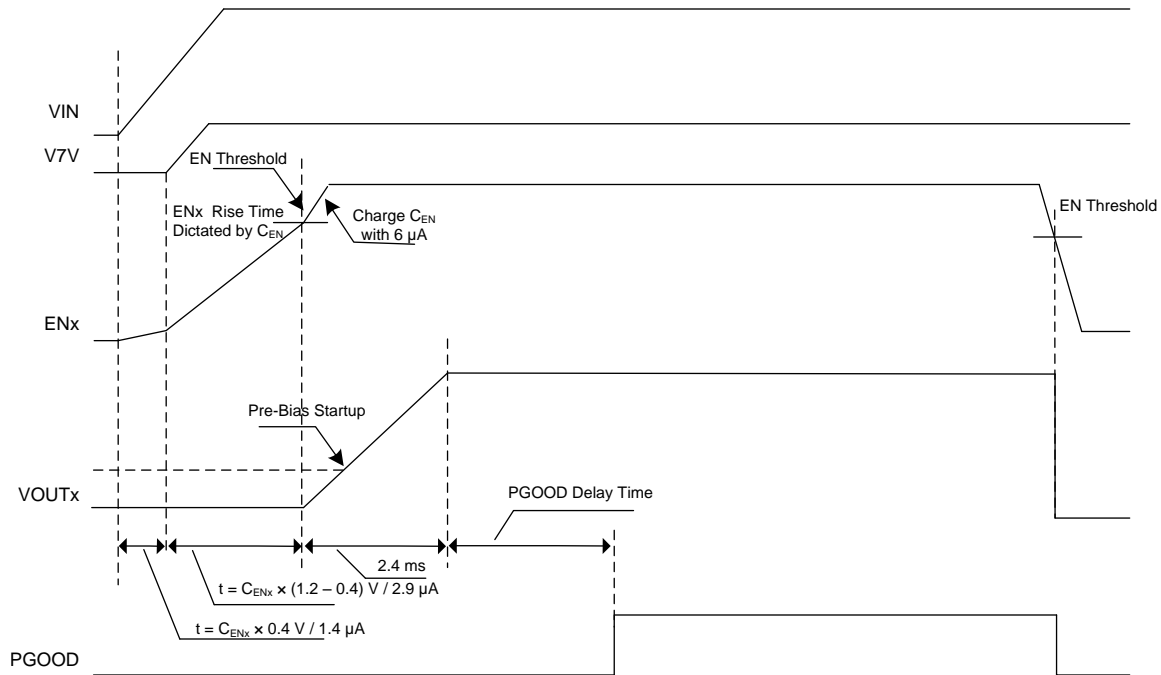 VIN
V7V
EN Threshold
ENx Rise Time
Dictated by CEN
Charge CEN
with 6 µA
EN Threshold
ENx
Pre-Bias Startup
VOUTx
PGOOD Delay Time
2.4 ms
t = CENx × (1.2 – 0.4) V / 2.9 µA
t = CENx × 0.4 V / 1.4 µA
PGOOD